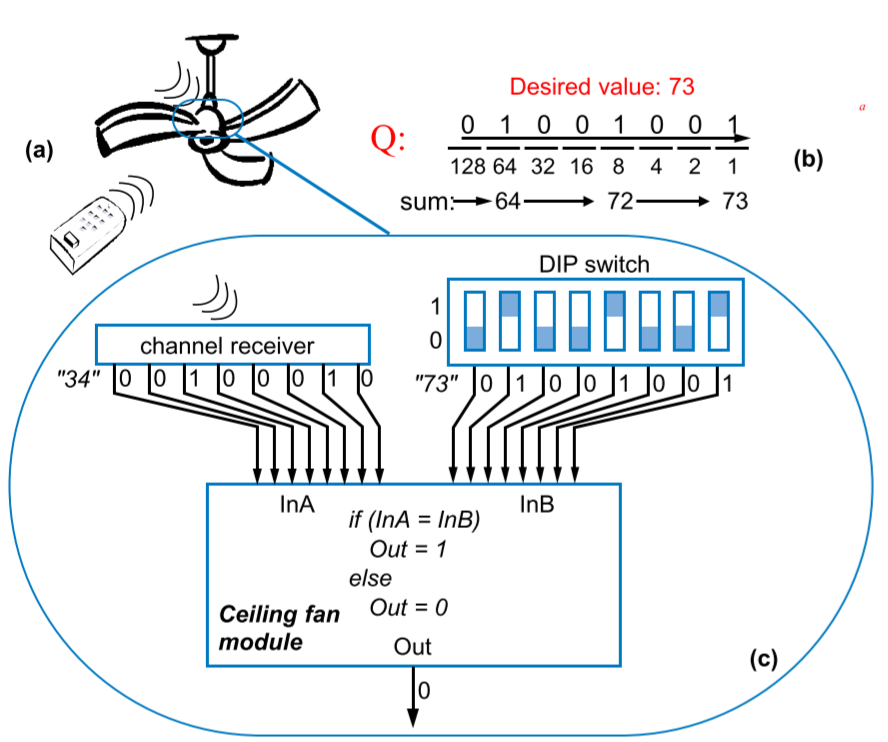 Desired value: 73
a
(a)
Q:
0 1 0 0 1 0 0 1
128 64 32 16 8 4 2 1
(b)
sum: 64 72 73
DIP switch
channel receiver
1
0
"34" 0 0 1 0 0 0 1 0
"73" 0 1 0 0 1 0 0 1
InA
InB
if (InA = InB)
Out = 1
else
Out = 0
Ceiling fan
module
Out
(c)
0